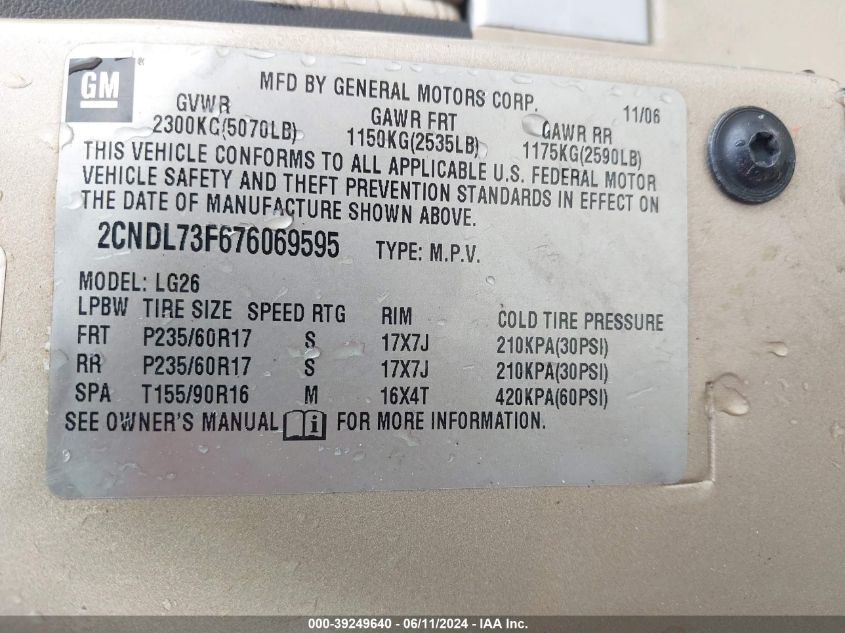 GM
MFD BY GENERAL MOTORS CORP.
11/06
GVWR GAWR FRT GAWR RR
2300KG(5070LB) 1150KG(2535LB) 1175KG(2590LB)
THIS VEHICLE CONFORMS TO ALL APPLICABLE U.S. FEDERAL MOTOR
VEHICLE SAFETY AND THEFT PREVENTION STANDARDS IN EFFECT ON
THE DATE OF MANUFACTURE SHOWN ABOVE.
2CNDL73F676069595 TYPE: M.P.V.
MODEL: LG26
LPBW TIRE SIZE SPEED RTG RIM COLD TIRE PRESSURE
FRT P235/60R17 S 17X7J 210KPA(30PSI)
RR P235/60R17 S 17X7J 210KPA(30PSI)
SPA T155/90R16 M 16X4T 420KPA(60PSI)
SEE OWNER'S MANUAL i FOR MORE INFORMATION.
000-39249640 - 06/11/2024 - IAA Inc.